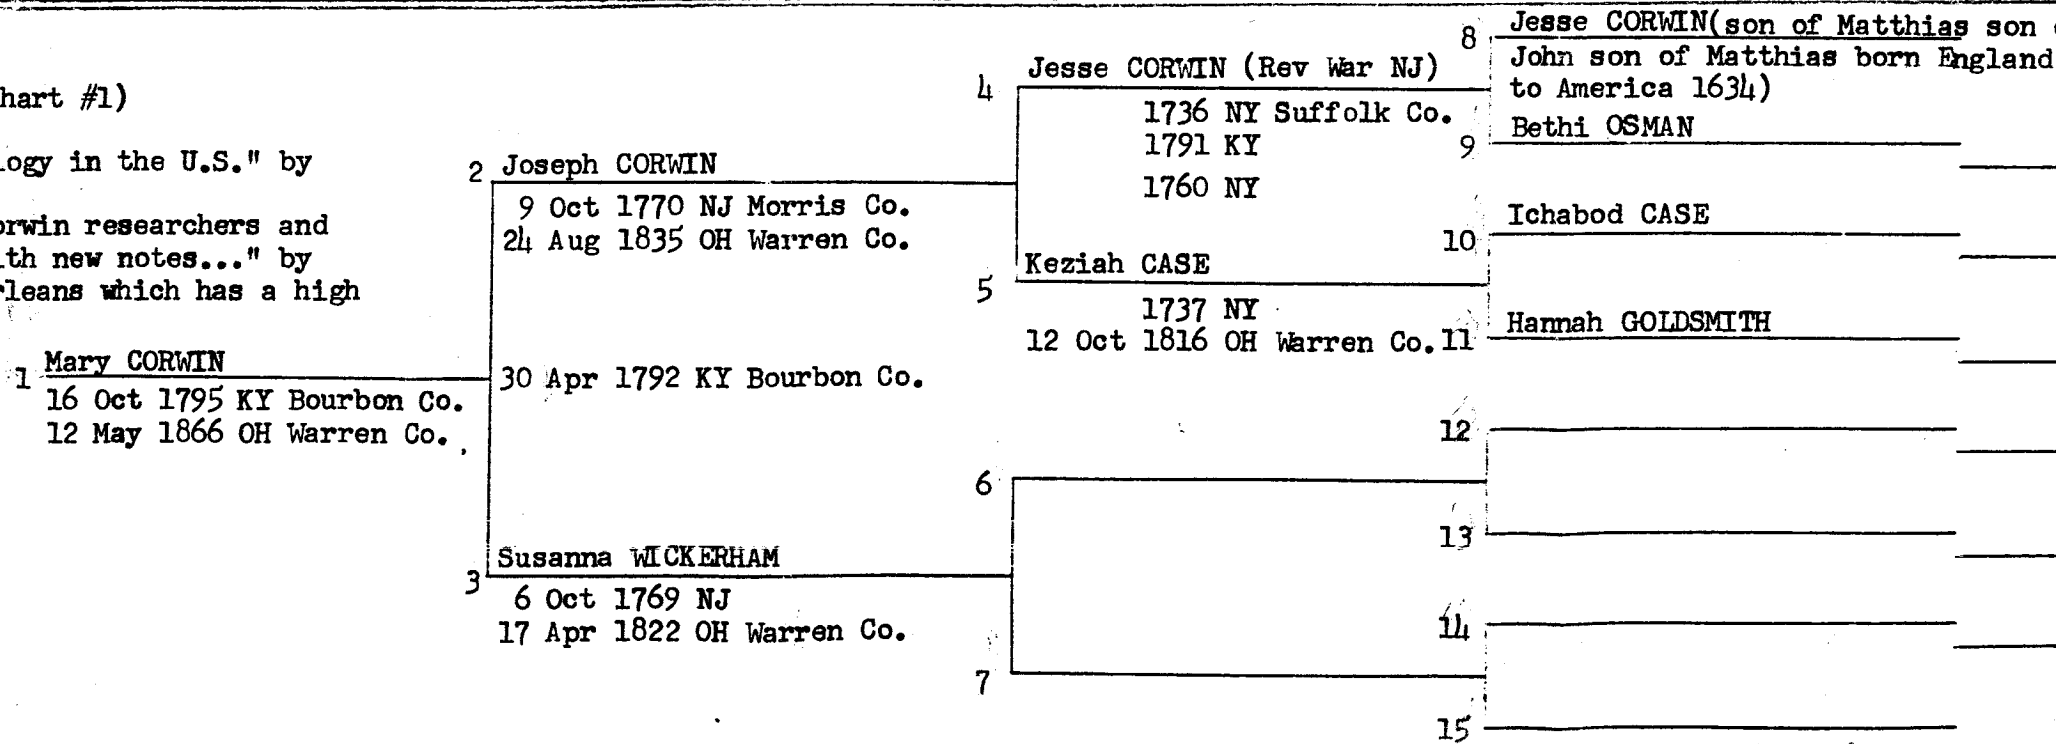 hart #1)
logy in the U.S." by
orwin researchers and
ith new notes..." by
rleans which has a high
1 Mary CORWIN
16 Oct 1795 KY Bourbon Co.
12 May 1866 OH Warren Co.
2 Joseph CORWIN
9 Oct 1770 NJ Morris Co.
24 Aug 1835 OH Warren Co.
30 Apr 1792 KY Bourbon Co.
3 Susanna WICKERHAM
6 Oct 1769 NJ
17 Apr 1822 OH Warren Co.
4 Jesse CORWIN (Rev War NJ)
1736 NY Suffolk Co.
1791 KY
1760 NY
5 Keziah CASE
1737 NY
12 Oct 1816 OH Warren Co.
6
7
8 Jesse CORWIN(son of Matthias son
John son of Matthias born England
to America 1634)
9 Bethi OSMAN
10 Ichabod CASE
11 Hannah GOLDSMITH
12
13
14
15